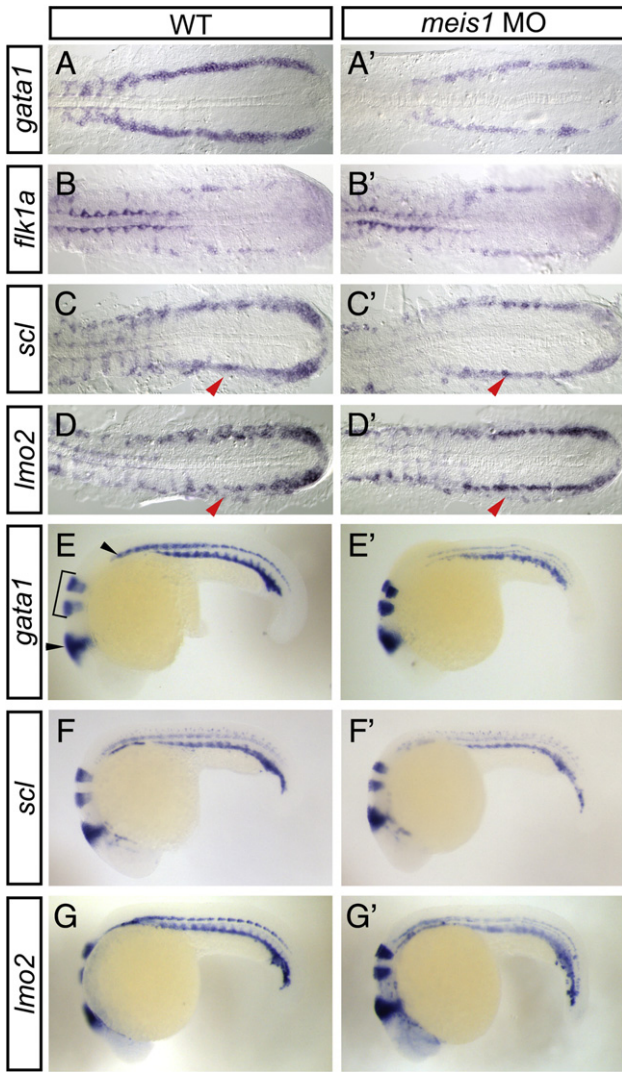 WT meis1 MO
gata1 A A'
flk1a B B'
scl C C'
lmo2 D D'
gata1 E E'
scl F F'
lmo2 G G'